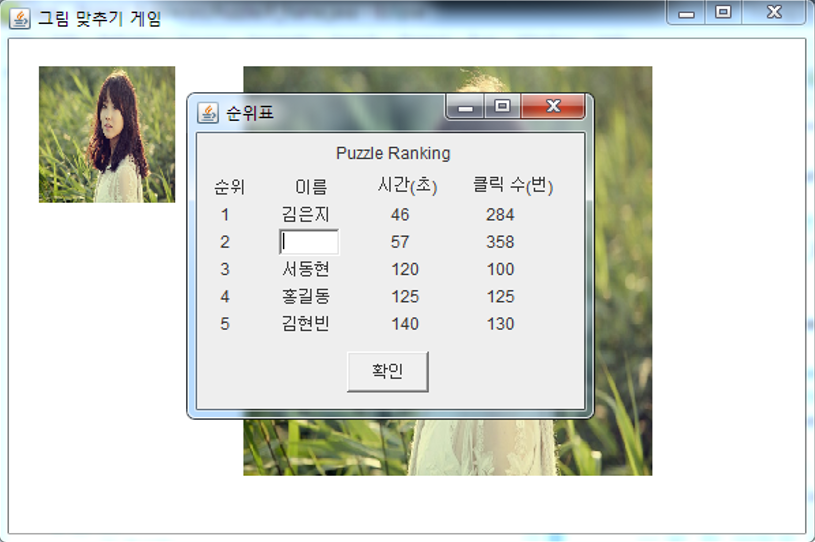 그림 맞추기 게임
순위표
Puzzle Ranking
순위 이름 시간(초) 클릭 수(번)
1 김은지 46 284
2 57 358
3 서동현 120 100
4 홍길동 125 125
5 김현빈 140 130
확인